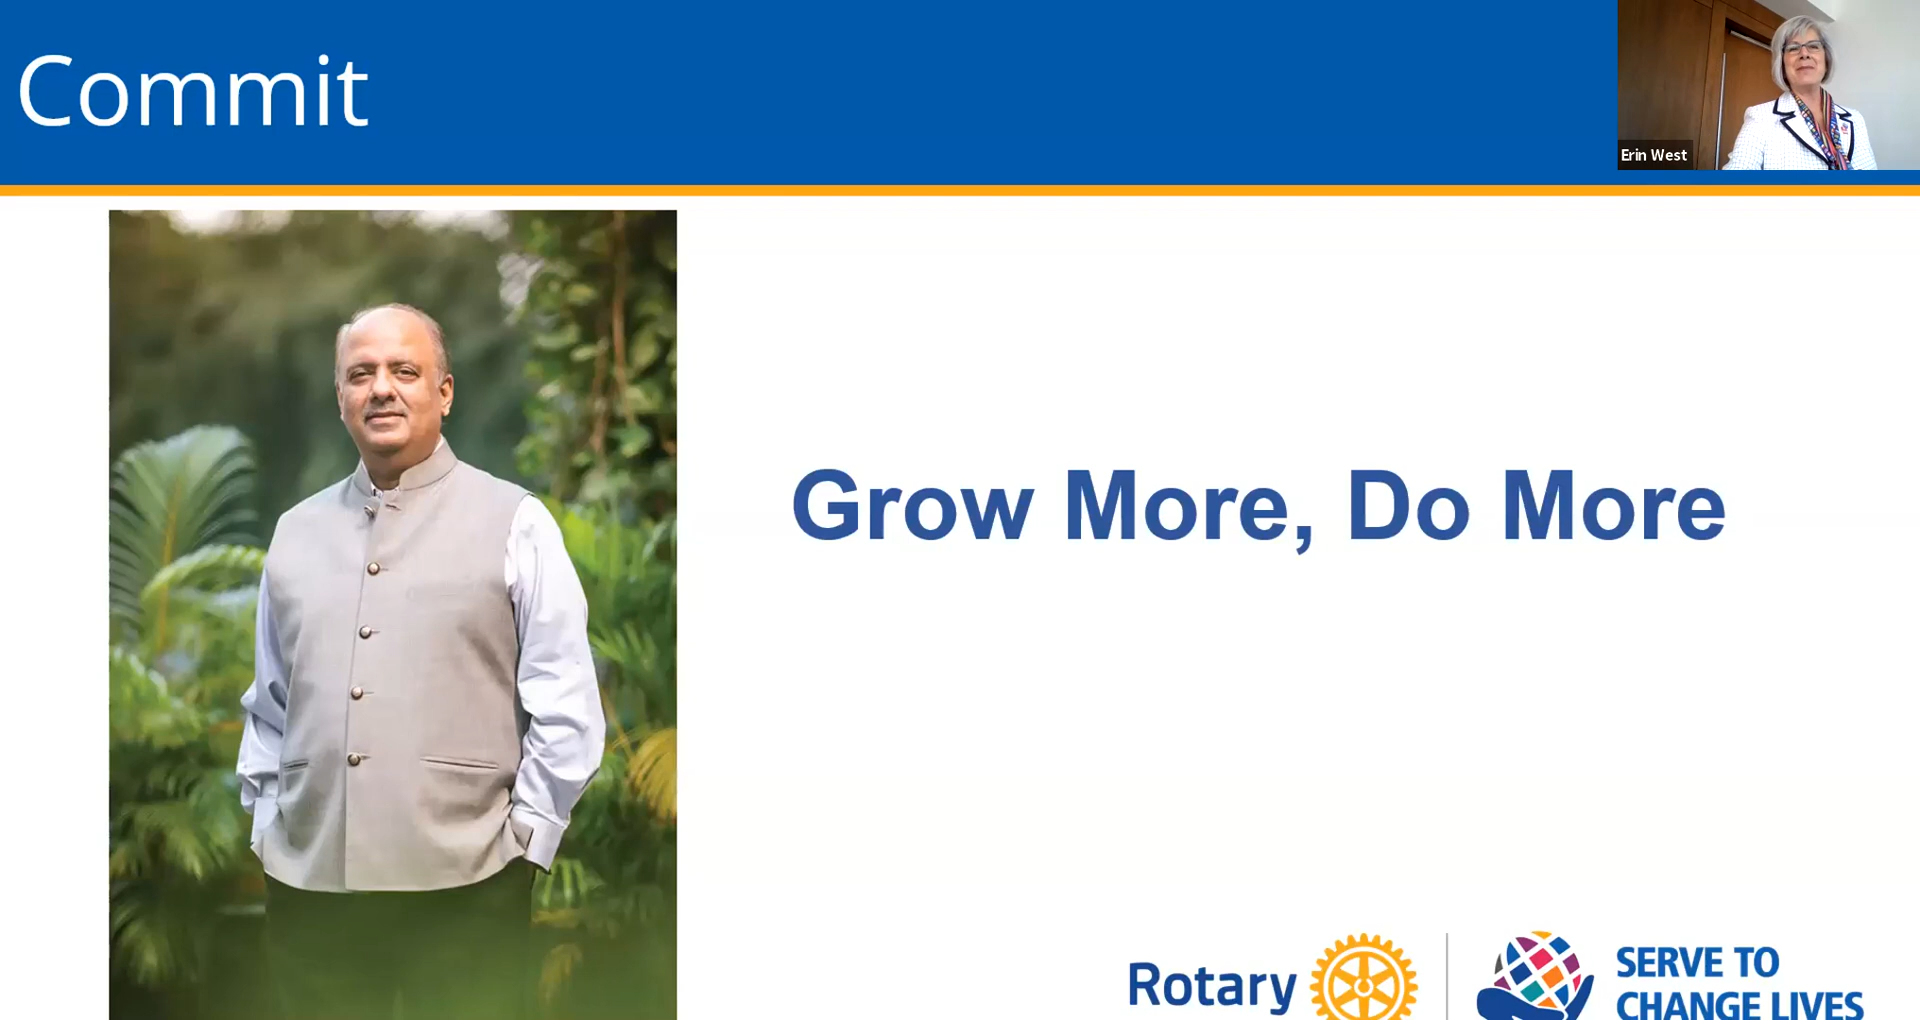 Commit
Erin West
Grow More, Do More
Rotary
SERVE TO
CHANGE LIVES